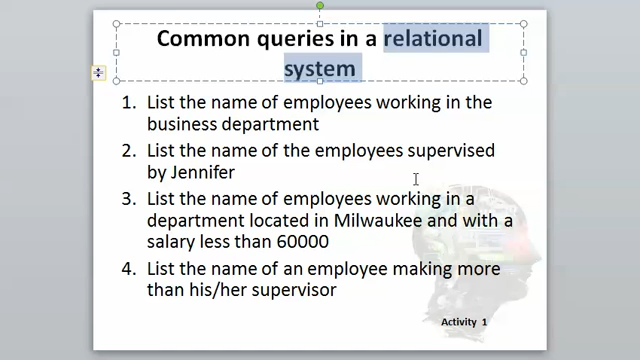 Common queries in a relational
system
1. List the name of employees working in the
business department
2. List the name of the employees supervised
by Jennifer
3. List the name of employees working in a
department located in Milwaukee and with a
salary less than 60000
4. List the name of an employee making more
than his/her supervisor
Activity 1